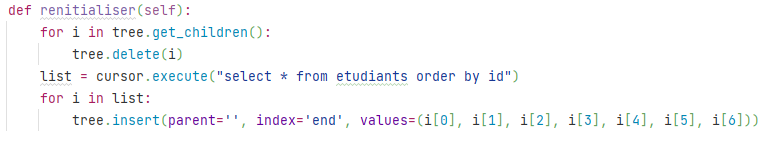 def renitialiser(self):
    for i in tree.get_children():
        tree.delete(i)
    list = cursor.execute("select * from etudiants order by id")
    for i in list:
        tree.insert(parent='', index='end', values=(i[0], i[1], i[2], i[3], i[4], i[5], i[6]))